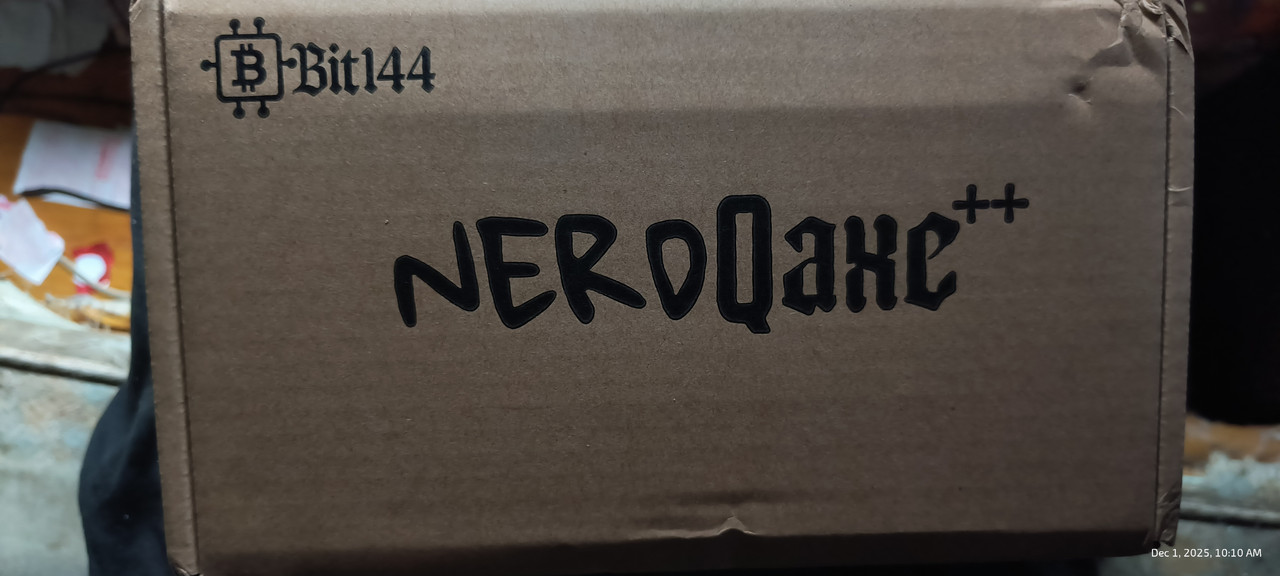 Bit144
NERDQaxe++
Dec 1, 2025, 10:10 AM